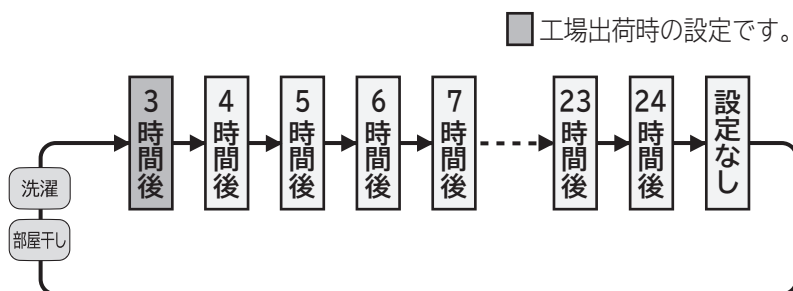 工場出荷時の設定です。
3時間後
4時間後
5時間後
6時間後
7時間後
23時間後
24時間後
設定なし
洗濯
部屋干し